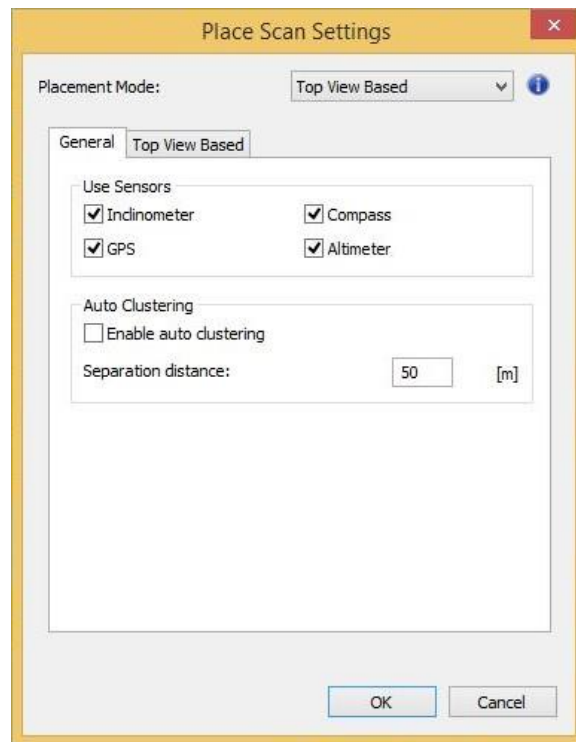 Place Scan Settings
Placement Mode: Top View Based
General Top View Based
Use Sensors
Inclinometer Compass
GPS Altimeter
Auto Clustering
Enable auto clustering
Separation distance: 50 [m]
OK Cancel